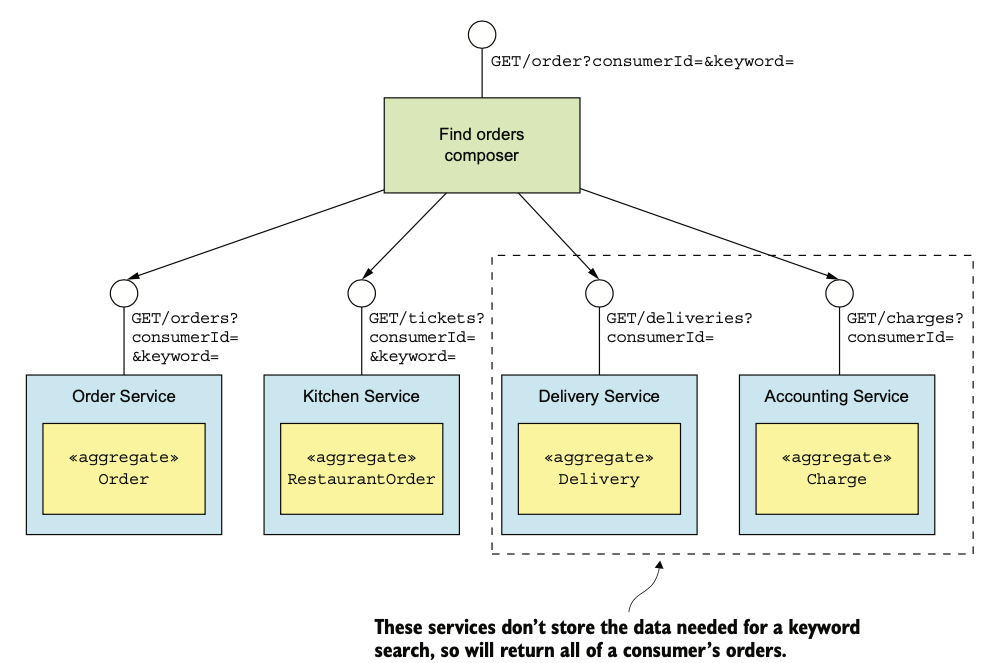 GET/order?consumerId=&keyword=
Find orders
composer
GET/orders?
consumerId=
&keyword=
GET/tickets?
consumerId=
&keyword=
GET/deliveries?
consumerId=
GET/charges?
consumerId=
Order Service
«aggregate»
Order
Kitchen Service
«aggregate»
RestaurantOrder
Delivery Service
«aggregate»
Delivery
Accounting Service
«aggregate»
Charge
These services don’t store the data needed for a keyword
search, so will return all of a consumer’s orders.